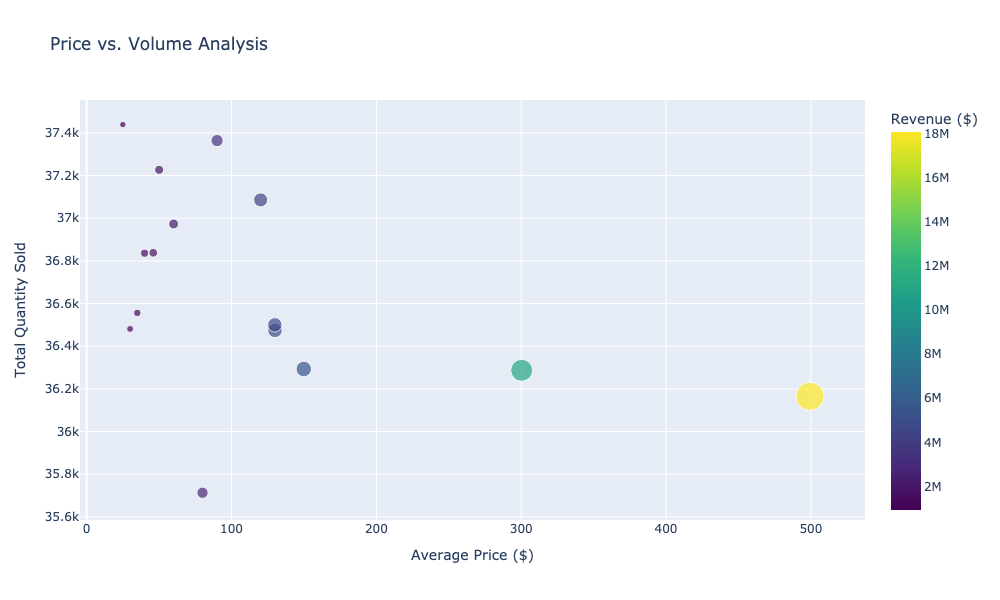 Price vs. Volume Analysis
Revenue ($)
18M
16M
14M
12M
10M
8M
6M
4M
2M
Total Quantity Sold
37.4k
37.2k
37k
36.8k
36.6k
36.4k
36.2k
36k
35.8k
35.6k
0
100
200
300
400
500
Average Price ($)